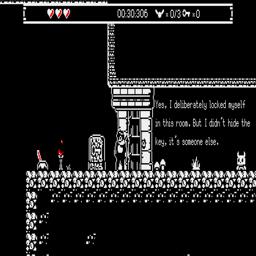 00:30:306 × 0/3 × 0
Yes, I deliberately locked myself
in this room. But I didn't hide the
key, it's someone else.